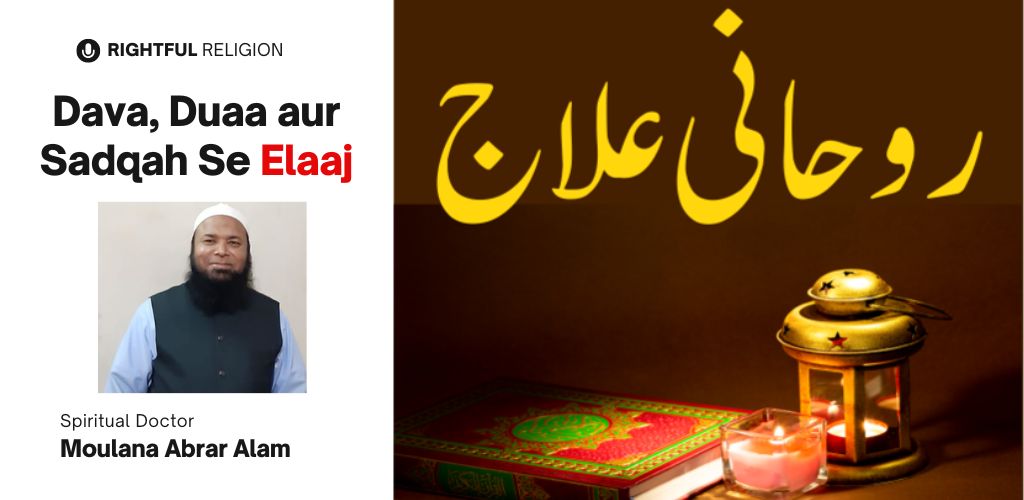 RIGHTFUL RELIGION
Dava, Duaa aur
Sadqah Se Elaaj
Spiritual Doctor
Moulana Abrar Alam
روحانی علاج